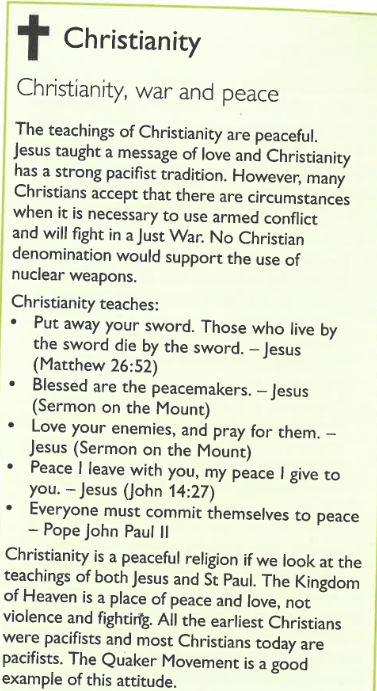 Christianity
Christianity, war and peace
The teachings of Christianity are peaceful.
Jesus taught a message of love and Christianity
has a strong pacifist tradition. However, many
Christians accept that there are circumstances
when it is necessary to use armed conflict
and will fight in a Just War. No Christian
denomination would support the use of
nuclear weapons.
Christianity teaches:
• Put away your sword. Those who live by
the sword die by the sword. – Jesus
(Matthew 26:52)
• Blessed are the peacemakers. – Jesus
(Sermon on the Mount)
• Love your enemies, and pray for them. –
Jesus (Sermon on the Mount)
• Peace I leave with you, my peace I give to
you. – Jesus (John 14:27)
• Everyone must commit themselves to peace
– Pope John Paul II
Christianity is a peaceful religion if we look at the
teachings of both Jesus and St Paul. The Kingdom
of Heaven is a place of peace and love, not
violence and fighting. All the earliest Christians
were pacifists and most Christians today are
pacifists. The Quaker Movement is a good
example of this attitude.